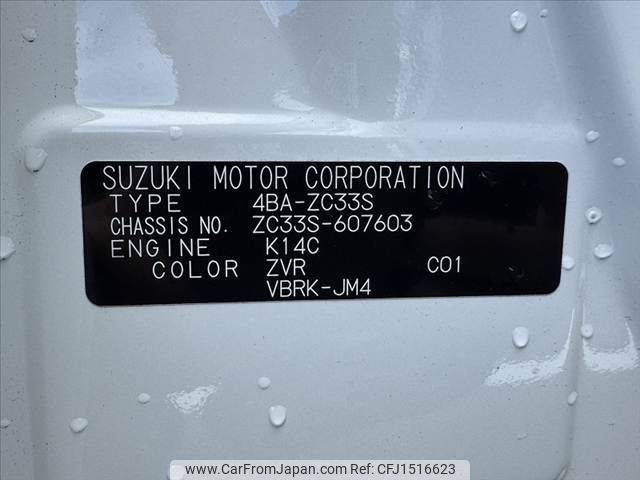 SUZUKI MOTOR CORPORATION
TYPE 4BA-ZC33S
CHASSIS NO. ZC33S-607603
ENGINE K14C
COLOR ZVR C01
VBRK-JM4
www.CarFromJapan.com - CFJ1516623